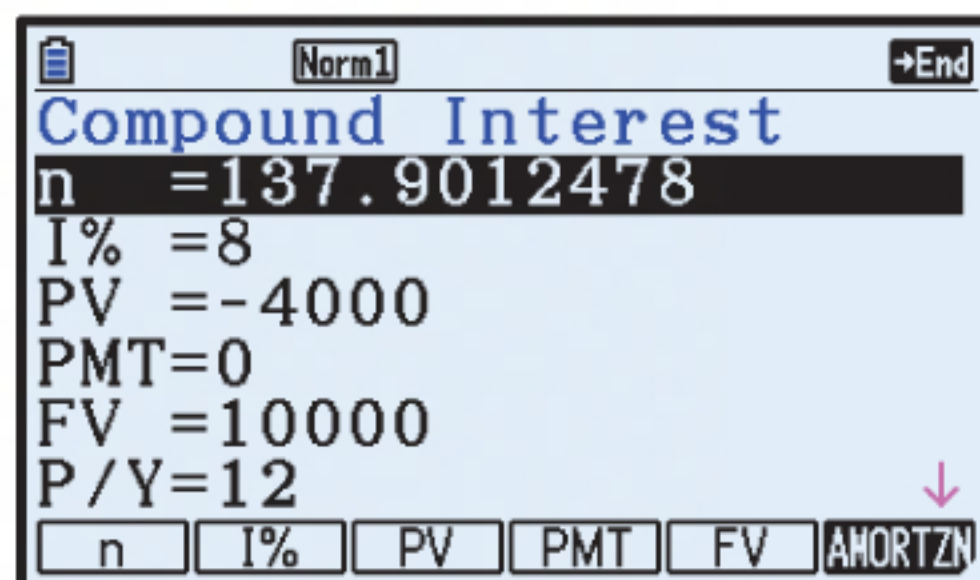 Norm1 →End
Compound Interest
n =137.9012478
I% =8
PV =-4000
PMT=0
FV =10000
P/Y=12 ↓
n I% PV PMT FV AMORTZN